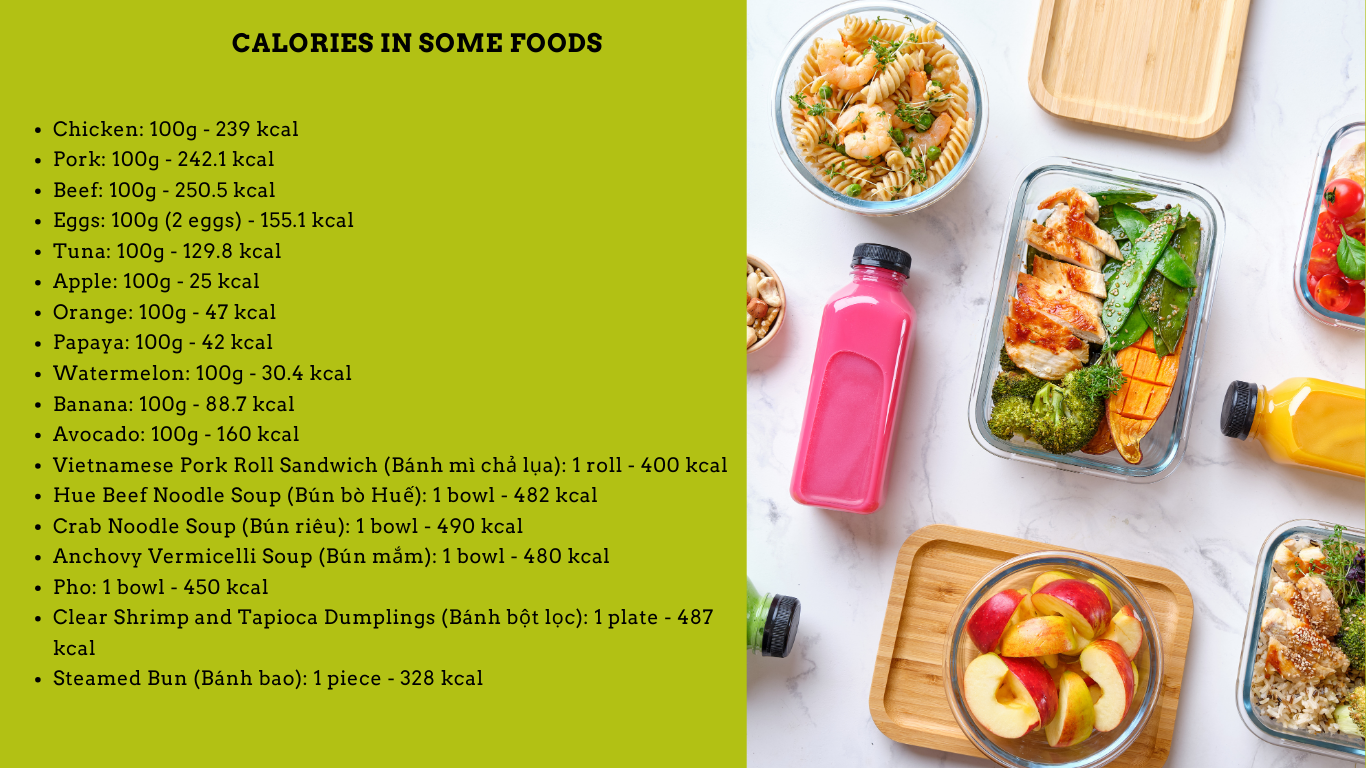 CALORIES IN SOME FOODS
• Chicken: 100g - 239 kcal
• Pork: 100g - 242.1 kcal
• Beef: 100g - 250.5 kcal
• Eggs: 100g (2 eggs) - 155.1 kcal
• Tuna: 100g - 129.8 kcal
• Apple: 100g - 25 kcal
• Orange: 100g - 47 kcal
• Papaya: 100g - 42 kcal
• Watermelon: 100g - 30.4 kcal
• Banana: 100g - 88.7 kcal
• Avocado: 100g - 160 kcal
• Vietnamese Pork Roll Sandwich (Bánh mì chả lụa): 1 roll - 400 kcal
• Hue Beef Noodle Soup (Bún bò Huế): 1 bowl - 482 kcal
• Crab Noodle Soup (Bún riêu): 1 bowl - 490 kcal
• Anchovy Vermicelli Soup (Bún mắm): 1 bowl - 480 kcal
• Pho: 1 bowl - 450 kcal
• Clear Shrimp and Tapioca Dumplings (Bánh bột lọc): 1 plate - 487
kcal
• Steamed Bun (Bánh bao): 1 piece - 328 kcal